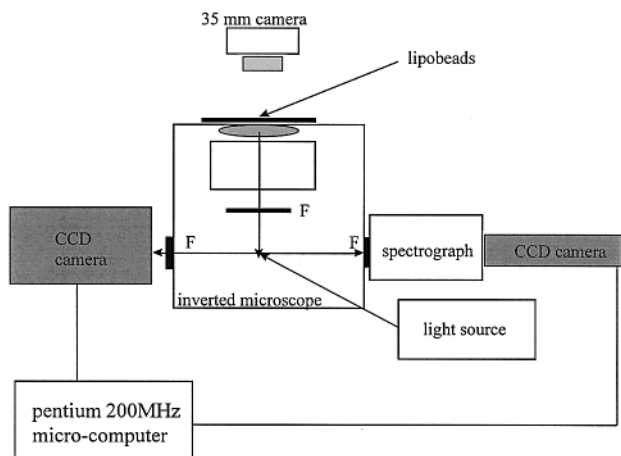 35 mm camera
lipobeads
F
CCD
camera
F
F
spectrograph
CCD camera
inverted microscope
light source
pentium 200MHz
micro-computer